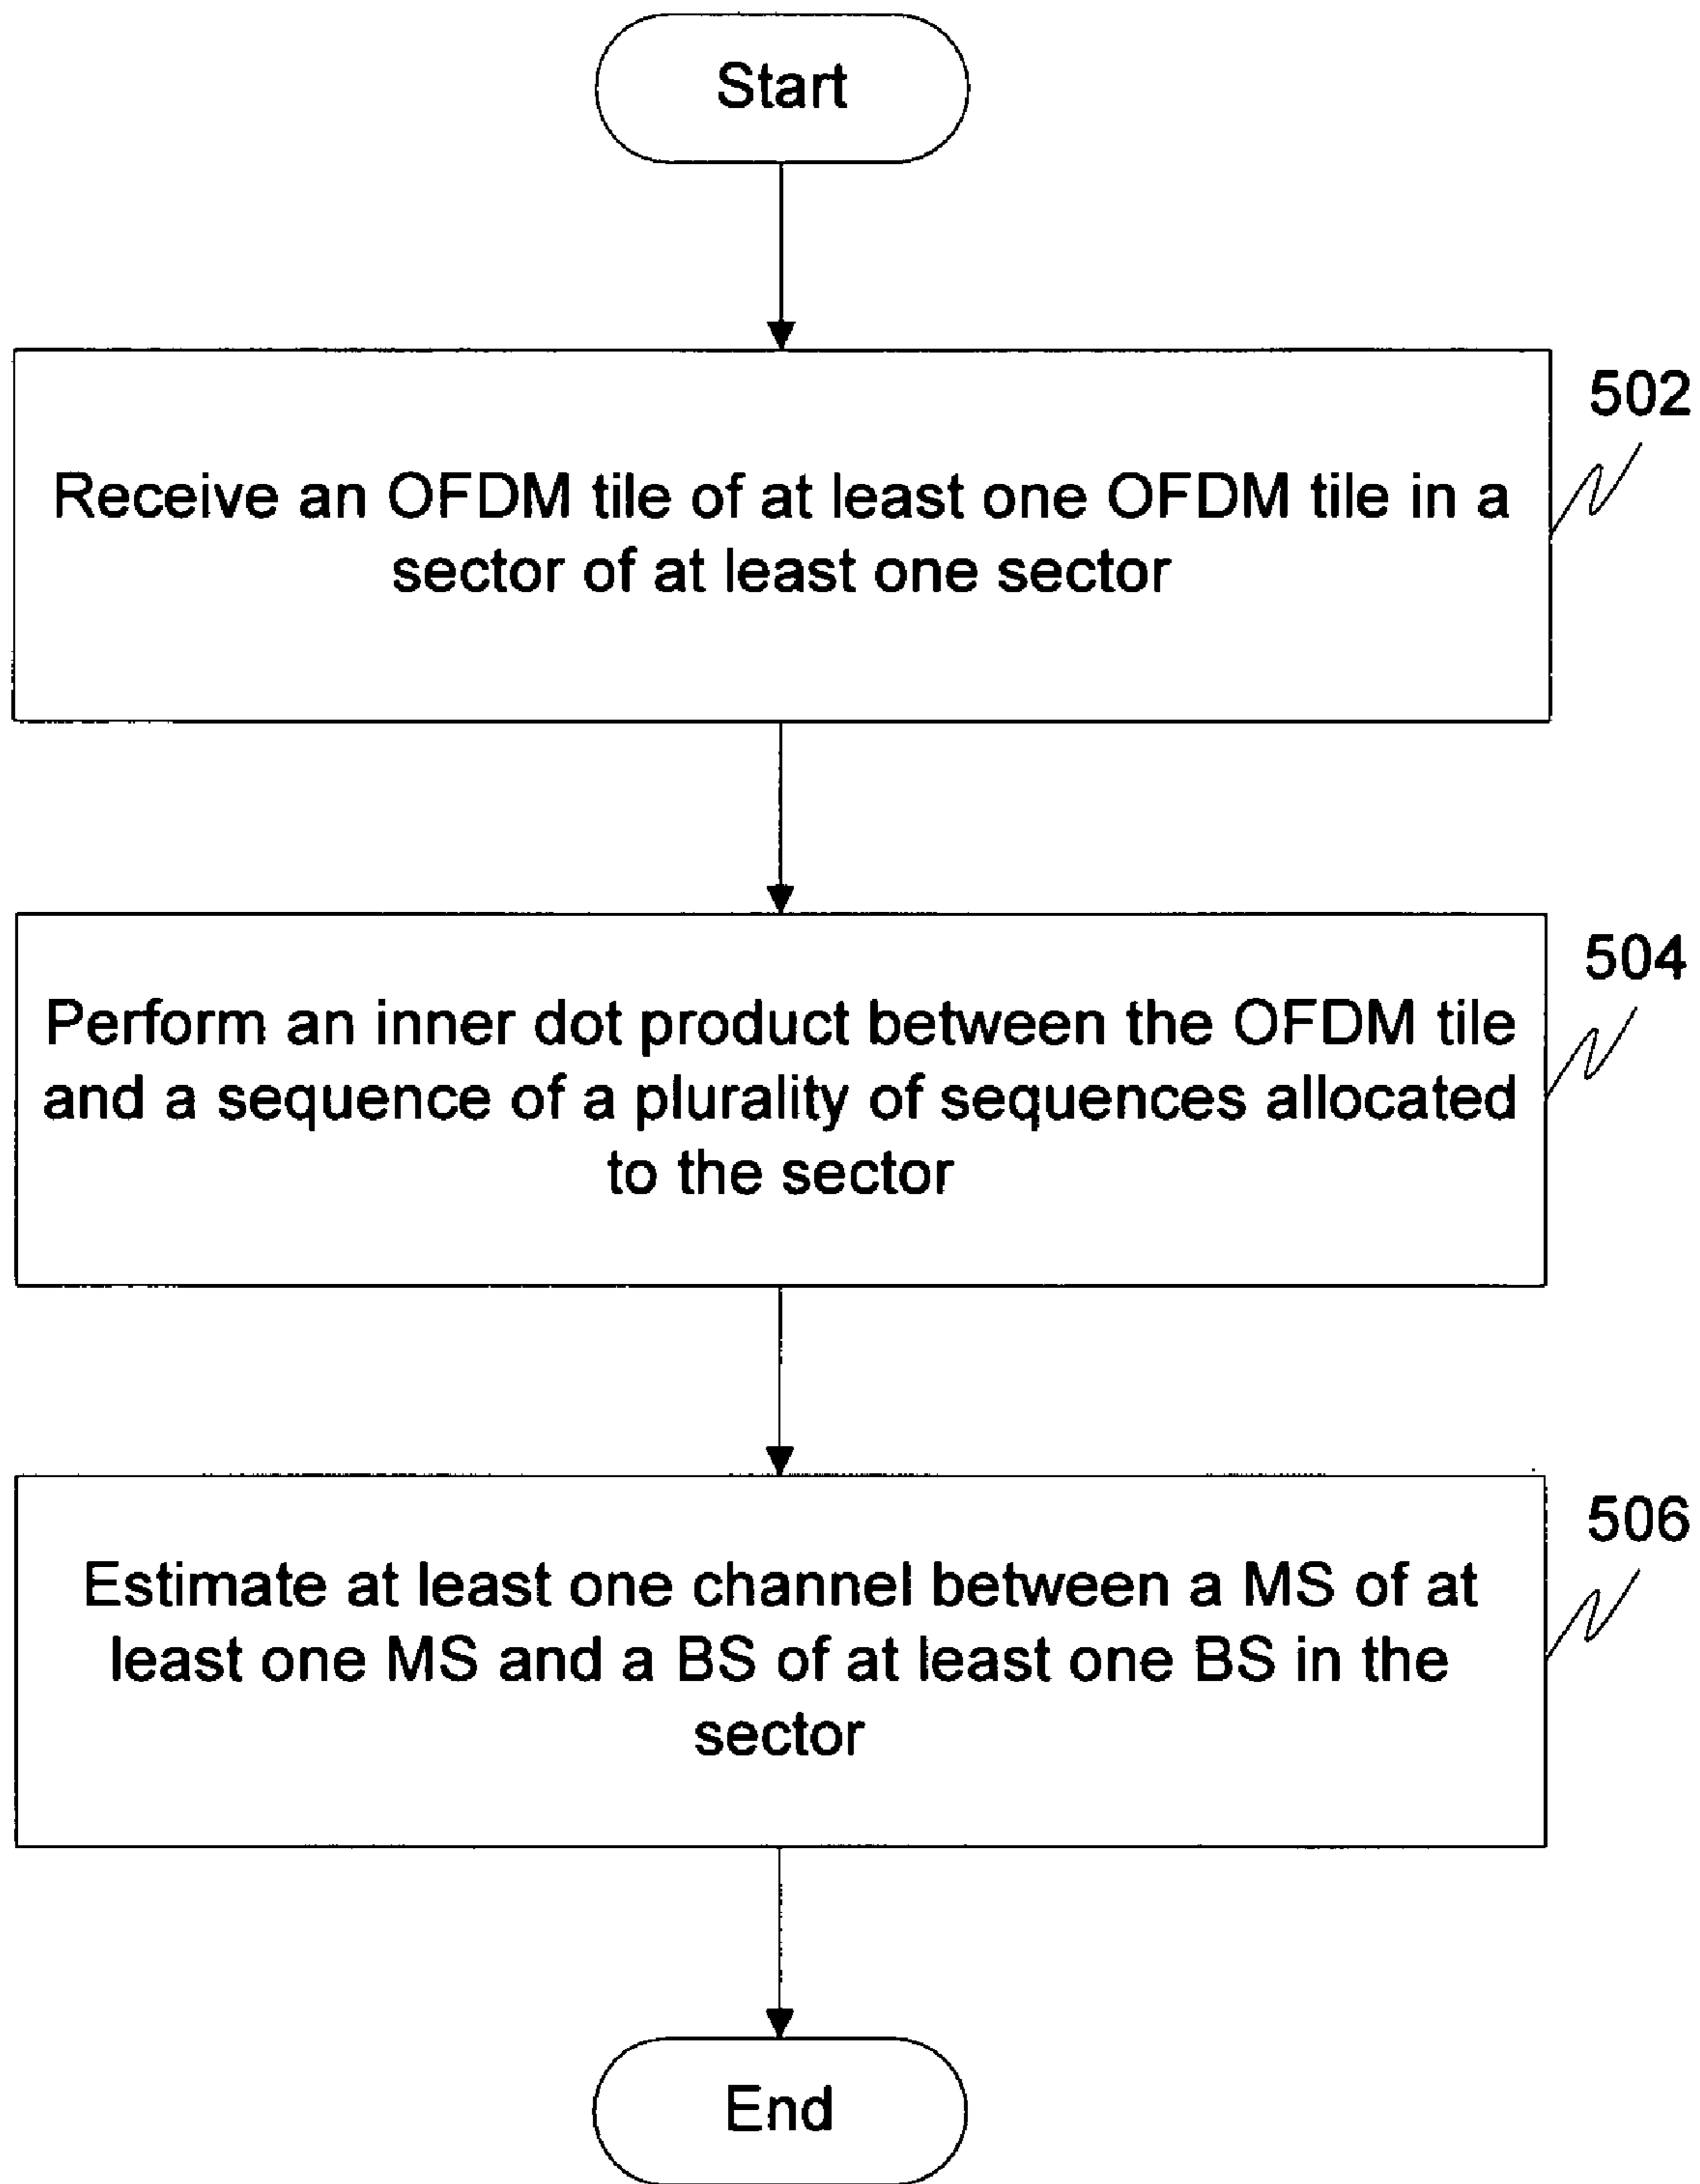 Start
502
Receive an OFDM tile of at least one OFDM tile in a
sector of at least one sector
504
Perform an inner dot product between the OFDM tile
and a sequence of a plurality of sequences allocated
to the sector
506
Estimate at least one channel between a MS of at
least one MS and a BS of at least one BS in the
sector
End